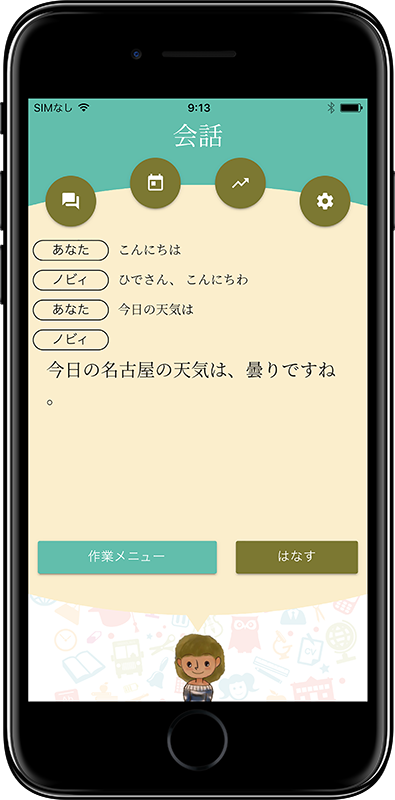 SIMなし 9:13
会話
あなた こんにちは
ノビィ ひでさん、こんにちわ
あなた 今日の天気は
ノビィ
今日の名古屋の天気は、曇りですね
。
作業メニュー はなす
CV